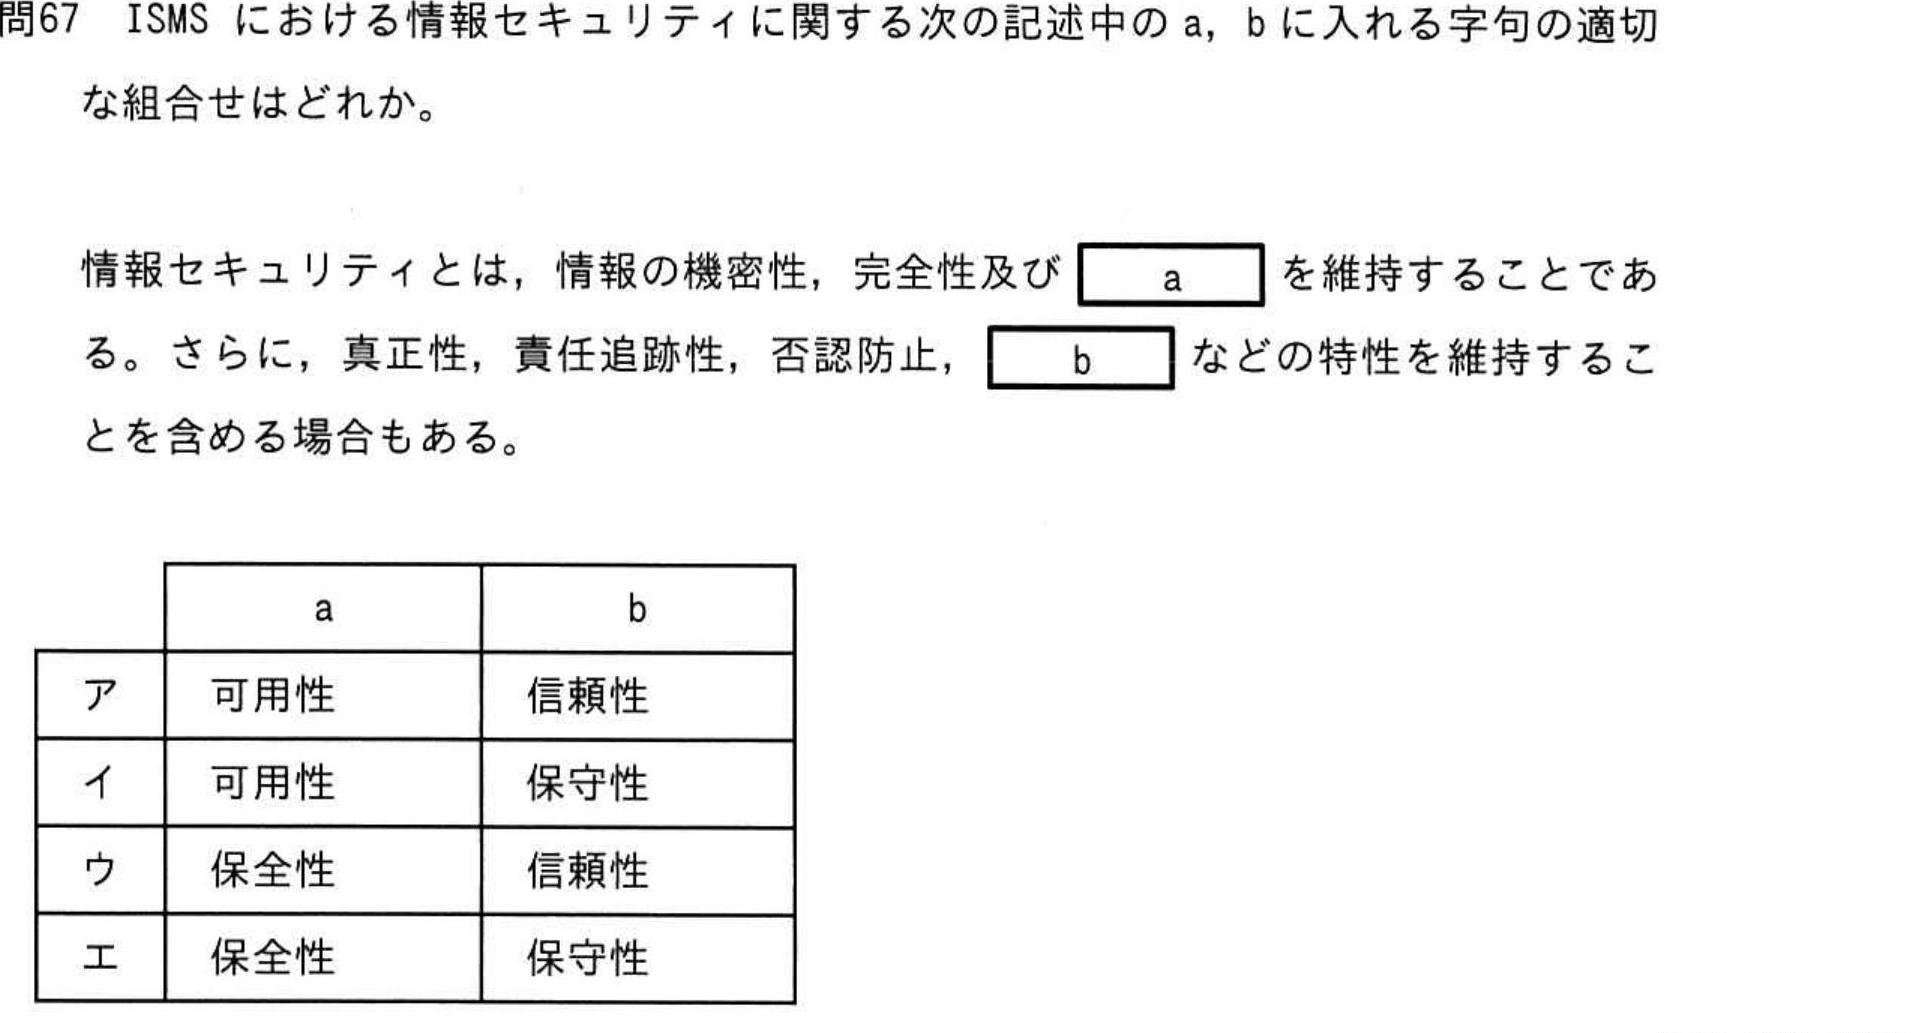 問67 ISMS における情報セキュリティに関する次の記述中の a，b に入れる字句の適切
な組合せはどれか。
情報セキュリティとは，情報の機密性，完全性及び a を維持することであ
る。さらに，真正性，責任追跡性，否認防止， b などの特性を維持するこ
とを含める場合もある。
a b
ア 可用性 信頼性
イ 可用性 保守性
ウ 保全性 信頼性
エ 保全性 保守性